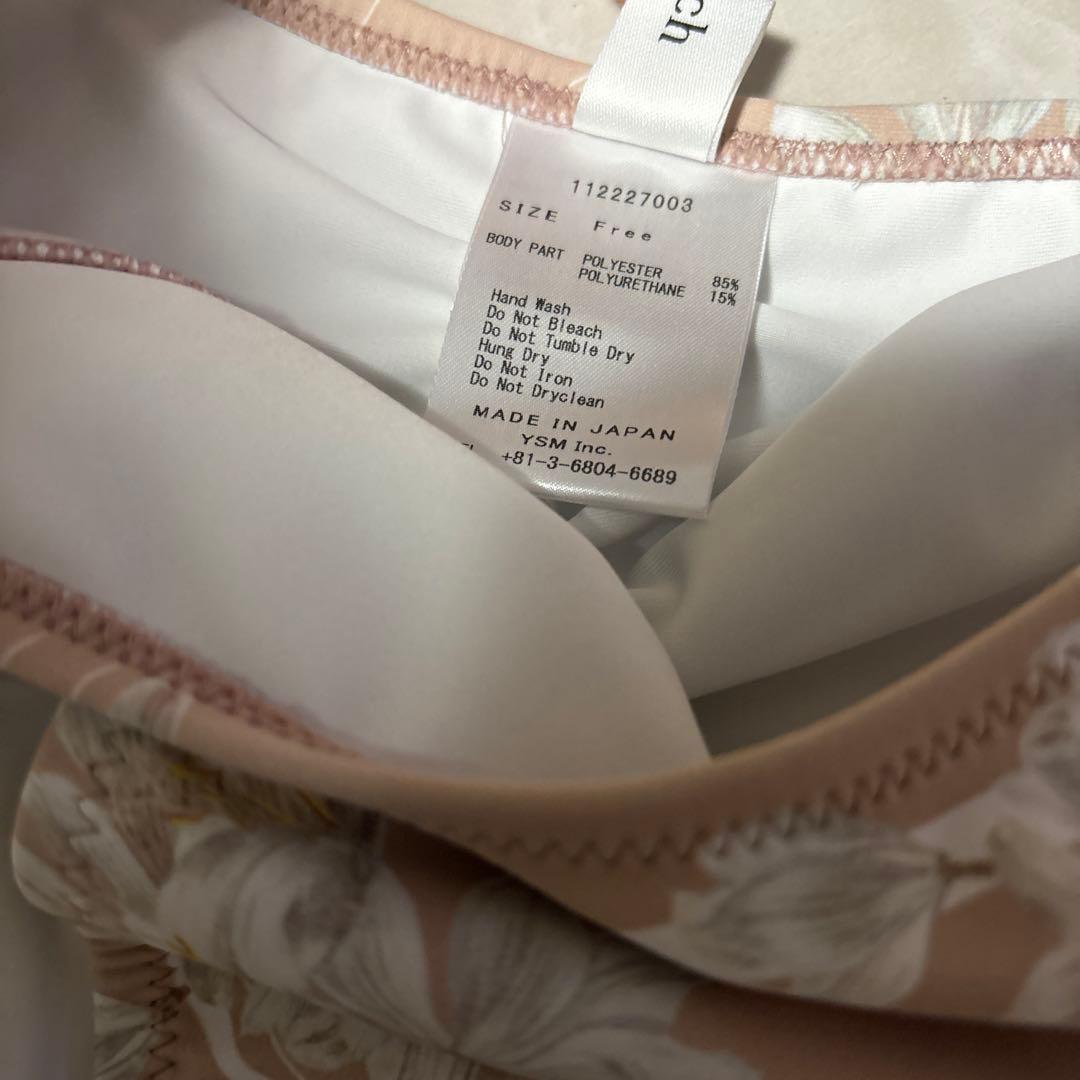 ch
112227003
SIZE Free
BODY PART POLYESTER 85%
POLYURETHANE 15%
Hand Wash
Do Not Bleach
Do Not Tumble Dry
Hung Dry
Do Not Iron
Do Not Dryclean
MADE IN JAPAN
YSM Inc.
+81-3-6804-6689